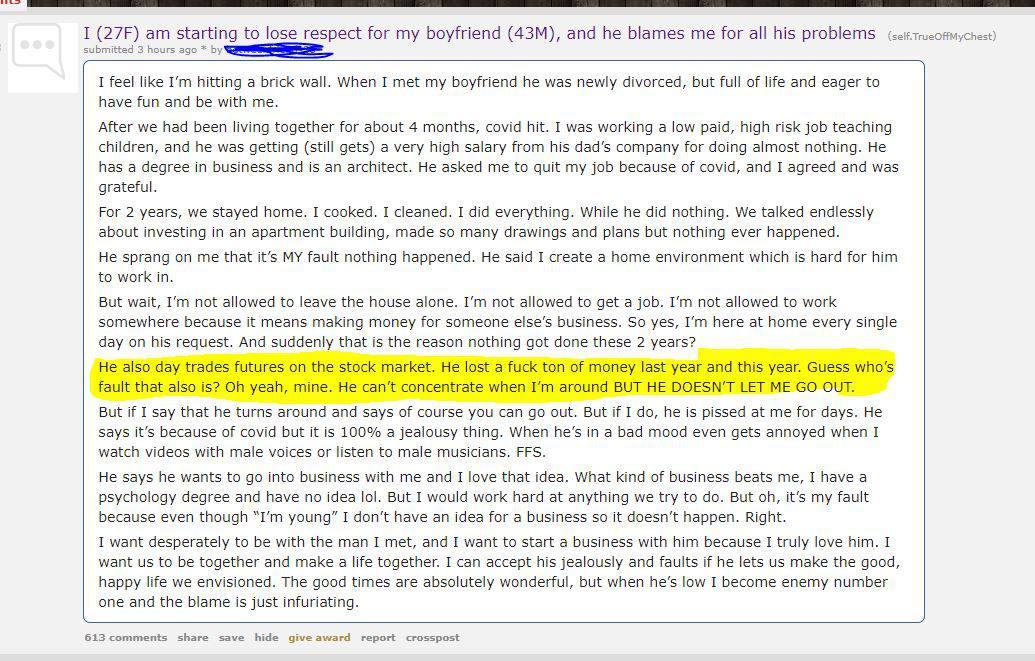 nts
I (27F) am starting to lose respect for my boyfriend (43M), and he blames me for all his problems (self.TrueOffMyChest)
submitted 3 hours ago * by
I feel like I’m hitting a brick wall. When I met my boyfriend he was newly divorced, but full of life and eager to
have fun and be with me.
After we had been living together for about 4 months, covid hit. I was working a low paid, high risk job teaching
children, and he was getting (still gets) a very high salary from his dad’s company for doing almost nothing. He
has a degree in business and is an architect. He asked me to quit my job because of covid, and I agreed and was
grateful.
For 2 years, we stayed home. I cooked. I cleaned. I did everything. While he did nothing. We talked endlessly
about investing in an apartment building, made so many drawings and plans but nothing ever happened.
He sprang on me that it’s MY fault nothing happened. He said I create a home environment which is hard for him
to work in.
But wait, I’m not allowed to leave the house alone. I’m not allowed to get a job. I’m not allowed to work
somewhere because it means making money for someone else’s business. So yes, I’m here at home every single
day on his request. And suddenly that is the reason nothing got done these 2 years?
He also day trades futures on the stock market. He lost a fuck ton of money last year and this year. Guess who’s
fault that also is? Oh yeah, mine. He can’t concentrate when I’m around BUT HE DOESN’T LET ME GO OUT.
But if I say that he turns around and says of course you can go out. But if I do, he is pissed at me for days. He
says it’s because of covid but it is 100% a jealousy thing. When he’s in a bad mood even gets annoyed when I
watch videos with male voices or listen to male musicians. FFS.
He says he wants to go into business with me and I love that idea. What kind of business beats me, I have a
psychology degree and have no idea lol. But I would work hard at anything we try to do. But oh, it’s my fault
because even though “I’m young” I don’t have an idea for a business so it doesn’t happen. Right.
I want desperately to be with the man I met, and I want to start a business with him because I truly love him. I
want us to be together and make a life together. I can accept his jealously and faults if he lets us make the good,
happy life we envisioned. The good times are absolutely wonderful, but when he’s low I become enemy number
one and the blame is just infuriating.
613 comments share save hide give award report crosspost